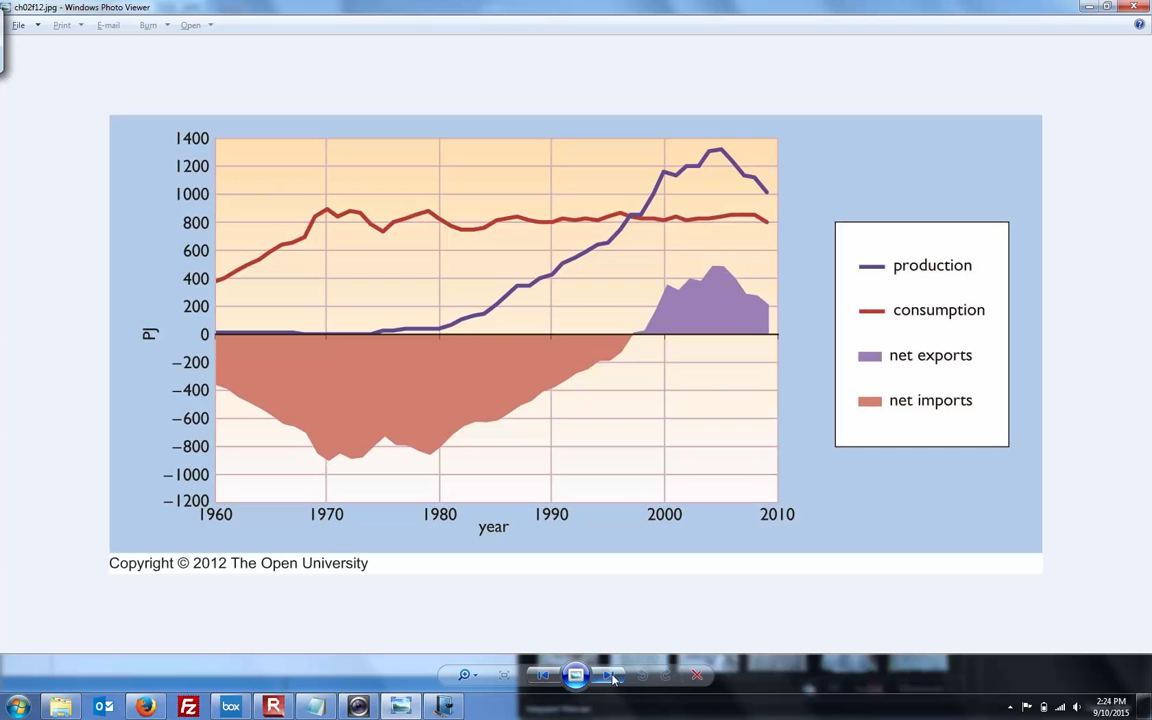 ch02f12.jpg - Windows Photo Viewer
File Print E-mail Burn Open
1400
1200
1000
800
600
400
200
0
−200
−400
−600
−800
−1000
−1200
PJ
1960 1970 1980 1990 2000 2010
year
production
consumption
net exports
net imports
Copyright © 2012 The Open University
box
R
2:24 PM
9/10/2015